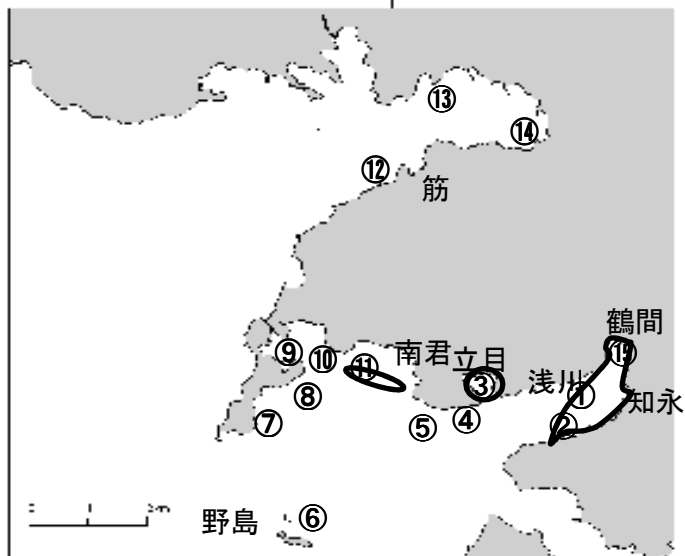 ⑬
⑭
⑫
筋
鶴間
⑨ ⑩ ⑪ 南君 立目 ⑮
③ 浅川 ①
⑧ 知永
⑦ ⑤ ④ ②
野島 ⑥